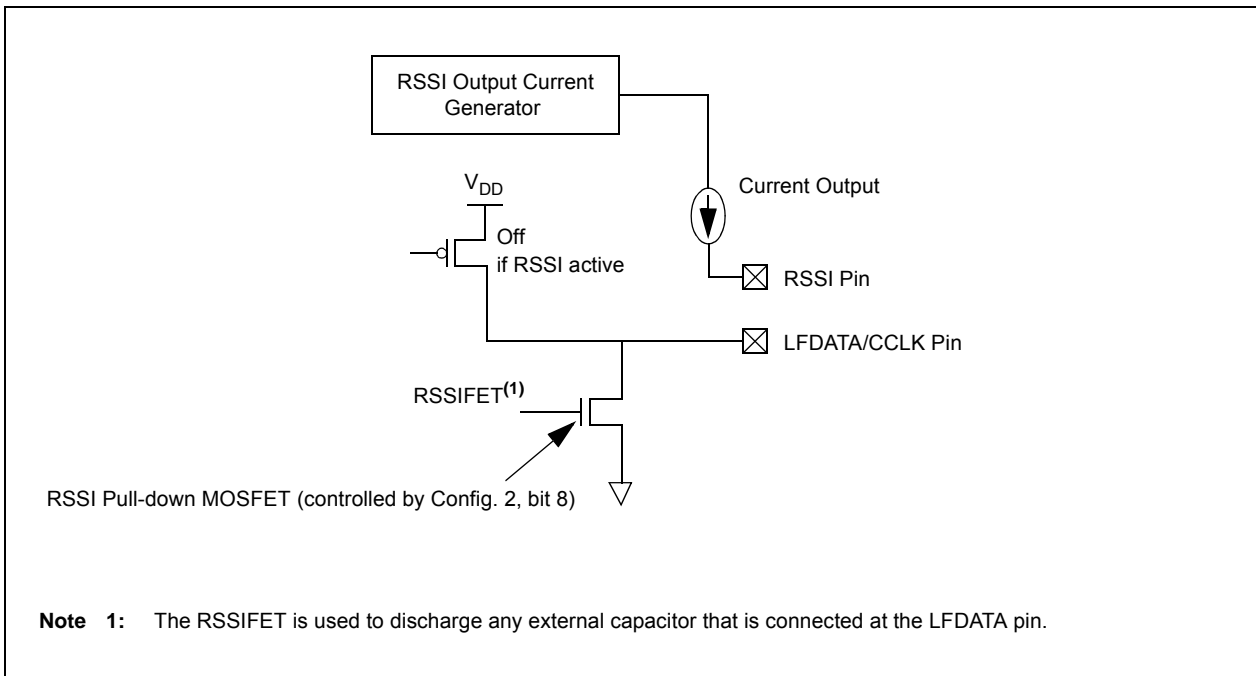 RSSI Output Current
Generator
V_DD
Current Output
Off
if RSSI active
RSSI Pin
LFDATA/CCLK Pin
RSSIFET(1)
RSSI Pull-down MOSFET (controlled by Config. 2, bit 8)
Note 1: The RSSIFET is used to discharge any external capacitor that is connected at the LFDATA pin.